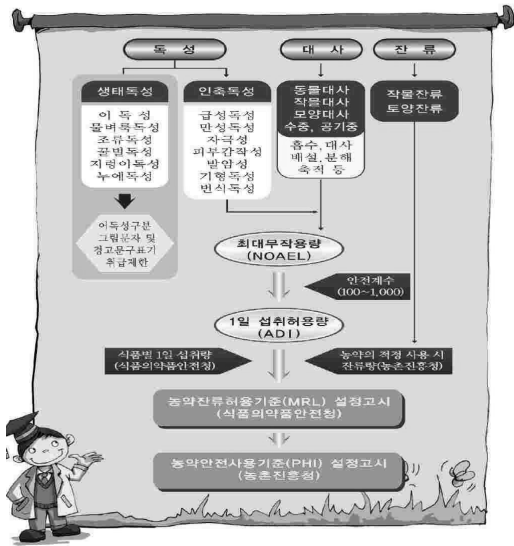 독 성
대 사
잔 류
생태독성
이 독 성
물벼룩독성
조류독성
꿀벌독성
지렁이독성
누에독성
어독성구분
그림문자 및
경고문구표기
취급제한
인축독성
급성독성
만성독성
자극성
피부감작성
발암성
기형독성
번식독성
동물대사
작물대사
모양대사
수중, 공기중
흡수, 대사
배설, 분해
축적 등
작물잔류
토양잔류
최대무작용량
(NOAEL)
안전계수
(100~1,000)
1일 섭취허용량
(ADI)
식품별 1일 섭취량
(식품의약품안전청)
농약의 적정 사용 시
잔류량(농촌진흥청)
농약잔류허용기준(MRL) 설정고시
(식품의약품안전청)
농약안전사용기준(PHI) 설정고시
(농촌진흥청)